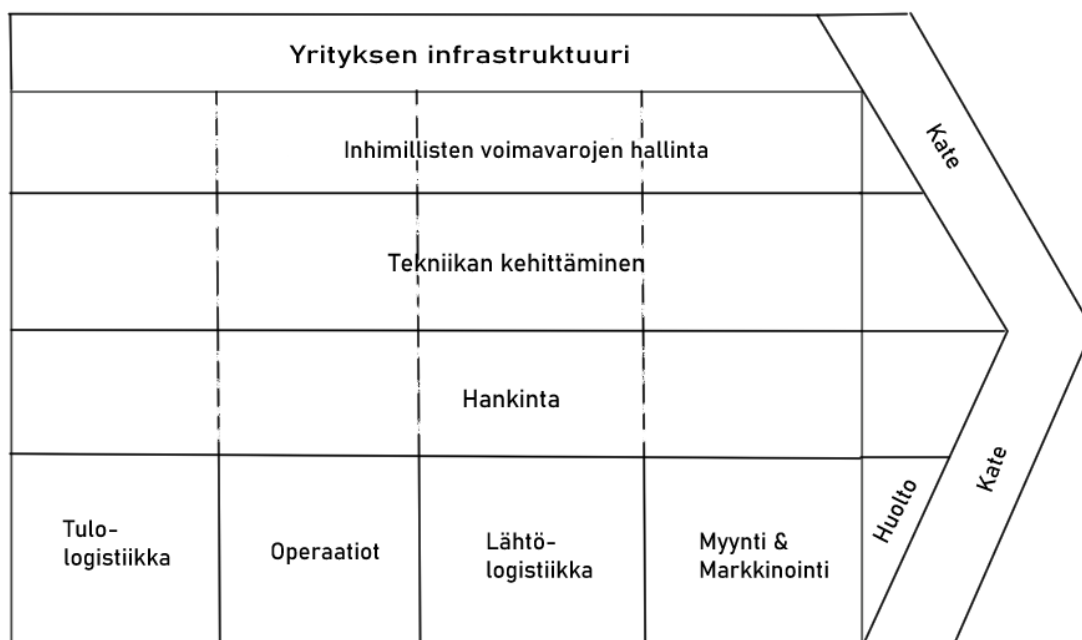 Yrityksen infrastruktuuri
Kate
Inhimillisten voimavarojen hallinta
Tekniikan kehittäminen
Hankinta
Tulo-
logistiikka
Operaatiot
Lähtö-
logistiikka
Myynti &
Markkinointi
Huolto
Kate